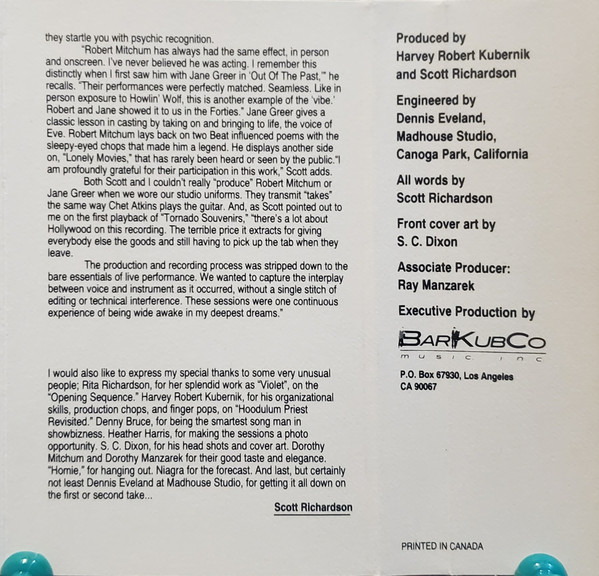 they startle you with psychic recognition.
"Robert Mitchum has always had the same effect, in person
and onscreen. I've never believed he was acting. I remember this
distinctly when I first saw him with Jane Greer in 'Out Of The Past,'" he
recalls. "Their performances were perfectly matched. Seamless. Like in
person exposure to Howlin' Wolf, this is another example of the 'vibe.'
Robert and Jane showed it to us in the Forties." Jane Greer gives a
classic lesson in casting by taking on and bringing to life, the voice of
Eve. Robert Mitchum lays back on two Beat influenced poems with the
sleepy-eyed chops that made him a legend. He displays another side
on, "Lonely Movies," that has rarely been heard or seen by the public."I
am profoundly grateful for their participation in this work," Scott adds.
Both Scott and I couldn't really "produce" Robert Mitchum or
Jane Greer when we wore our studio uniforms. They transmit "takes"
the same way Chet Atkins plays the guitar. And, as Scott pointed out to
me on the first playback of "Tornado Souvenirs," "there's a lot about
Hollywood on this recording. The terrible price it extracts for giving
everybody else the goods and still having to pick up the tab when they
leave.
The production and recording process was stripped down to the
bare essentials of live performance. We wanted to capture the interplay
between voice and instrument as it occurred, without a single stitch of
editing or technical interference. These sessions were one continuous
experience of being wide awake in my deepest dreams."
I would also like to express my special thanks to some very unusual
people; Rita Richardson, for her splendid work as "Violet", on the
"Opening Sequence." Harvey Robert Kubernik, for his organizational
skills, production chops, and finger pops, on "Hoodulum Priest
Revisited." Denny Bruce, for being the smartest song man in
showbizness. Heather Harris, for making the sessions a photo
opportunity. S. C. Dixon, for his head shots and cover art. Dorothy
Mitchum and Dorothy Manzarek for their good taste and elegance.
"Hornie," for hanging out. Niagra for the forecast. And last, but certainly
not least Dennis Eveland at Madhouse Studio, for getting it all down on
the first or second take...
Scott Richardson
Produced by
Harvey Robert Kubernik
and Scott Richardson
Engineered by
Dennis Eveland,
Madhouse Studio,
Canoga Park, California
All words by
Scott Richardson
Front cover art by
S. C. Dixon
Associate Producer:
Ray Manzarek
Executive Production by
BARKUBCO
music, inc
P.O. Box 67930, Los Angeles
CA 90067
PRINTED IN CANADA